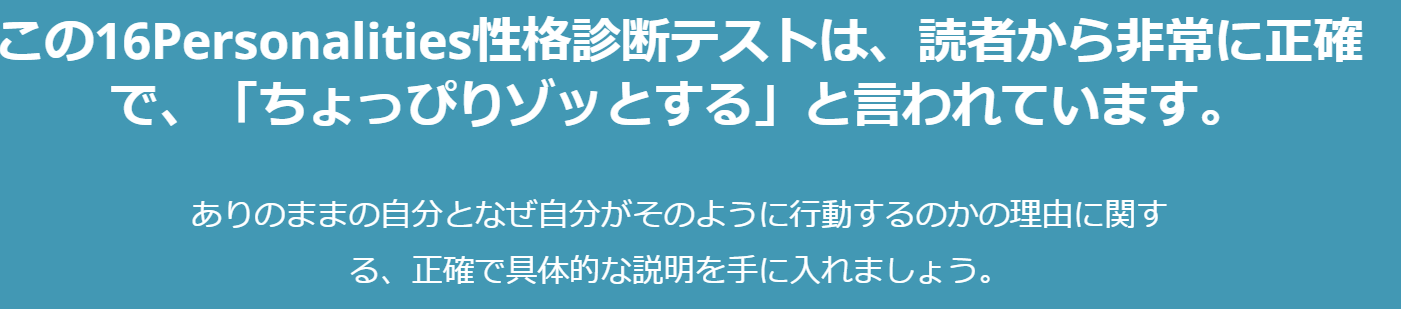 この16Personalities性格診断テストは、読者から非常に正確
で、「ちょっぴりゾッとする」と言われています。
ありのままの自分となぜ自分がそのように行動するのかの理由に関す
る、正確で具体的な説明を手に入れましょう。